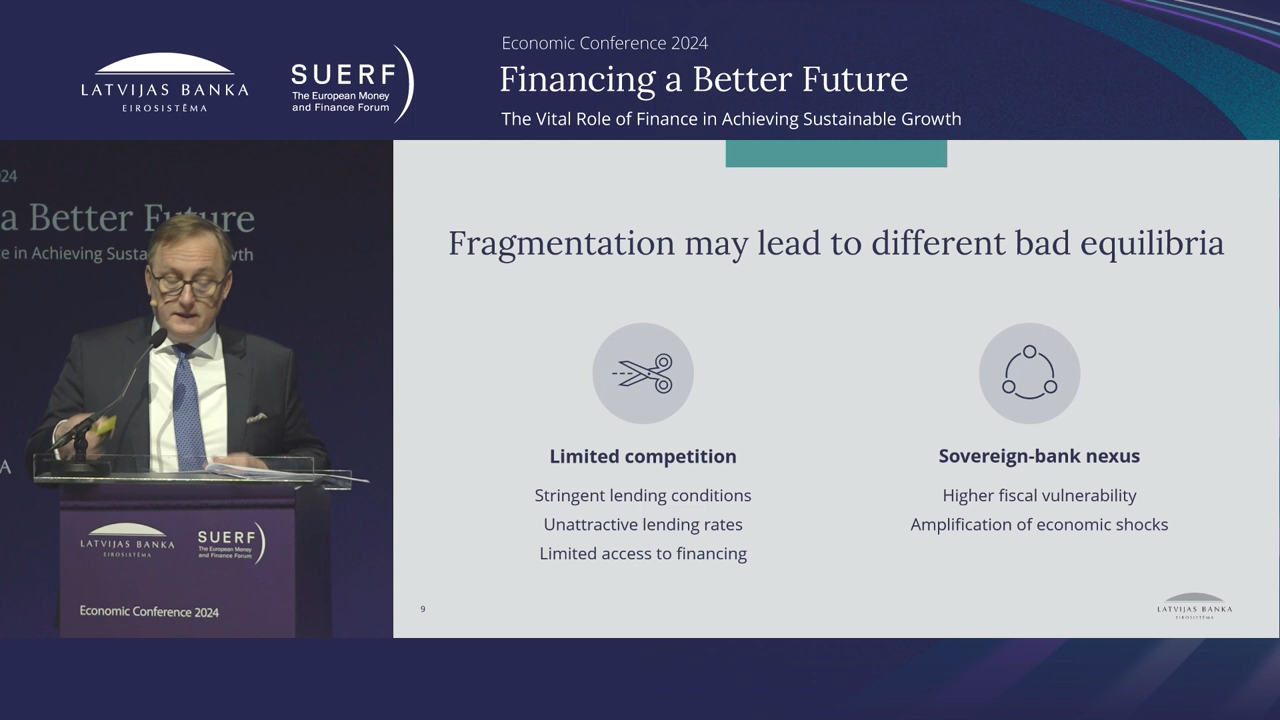 LATVIJAS BANKA
EIROSISTĒMA
SUERF
The European Money
and Finance Forum
Economic Conference 2024
Financing a Better Future
The Vital Role of Finance in Achieving Sustainable Growth
24
a Better Future
e in Achieving Susta wth
A
LATVIJAS BANKA
EIROSISTĒMA
SUERF
The European Money
and Finance Forum
Economic Conference 2024
Fragmentation may lead to different bad equilibria
Limited competition
Stringent lending conditions
Unattractive lending rates
Limited access to financing
Sovereign-bank nexus
Higher fiscal vulnerability
Amplification of economic shocks
9
LATVIJAS BANKA
EIROSISTĒMA